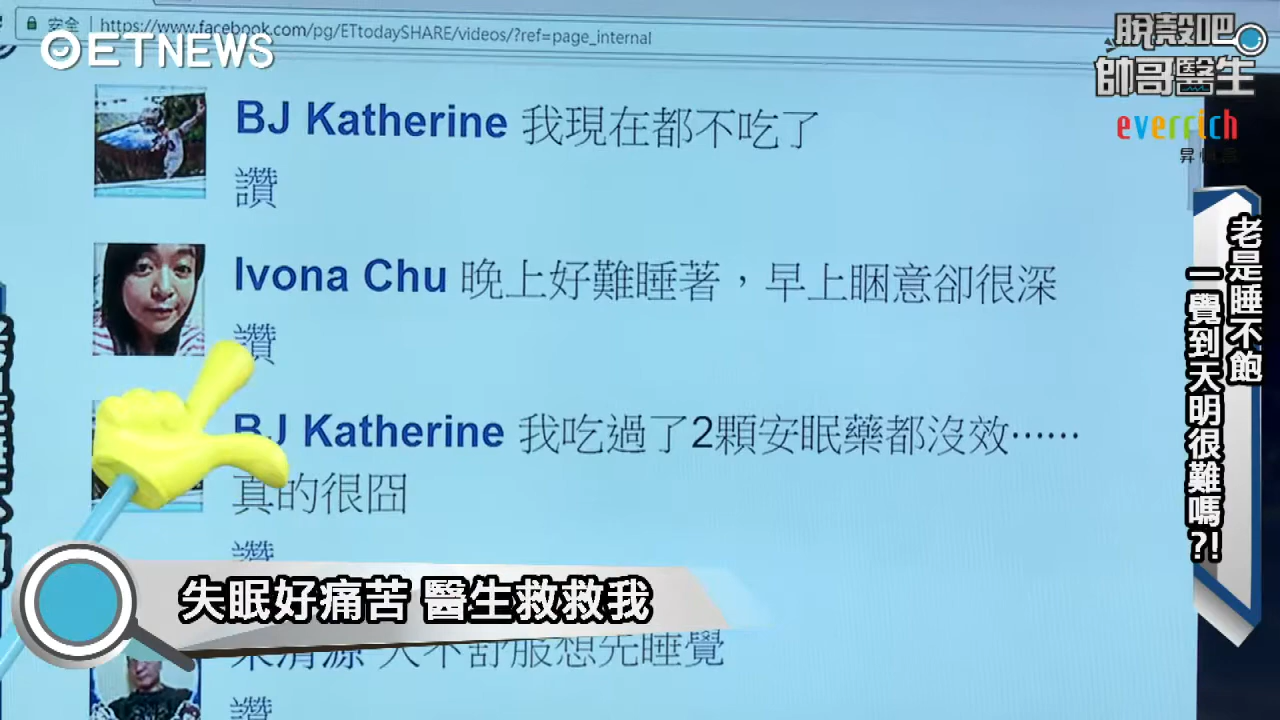 安全 https://www.facebook.com/pg/ETtodaySHARE/videos/?ref=page_internal
ETNEWS
脫殼吧
帥哥醫生
everrich
BJ Katherine 我現在都不吃了
讚
Ivona Chu 晚上好難睡著，早上睏意卻很深
讚
BJ Katherine 我吃過了2顆安眠藥都沒效……
真的很囧
讚
人不舒服想先睡覺
讚
老是睡不飽
一覺到天明很難嗎?!
失眠好痛苦 醫生救救我